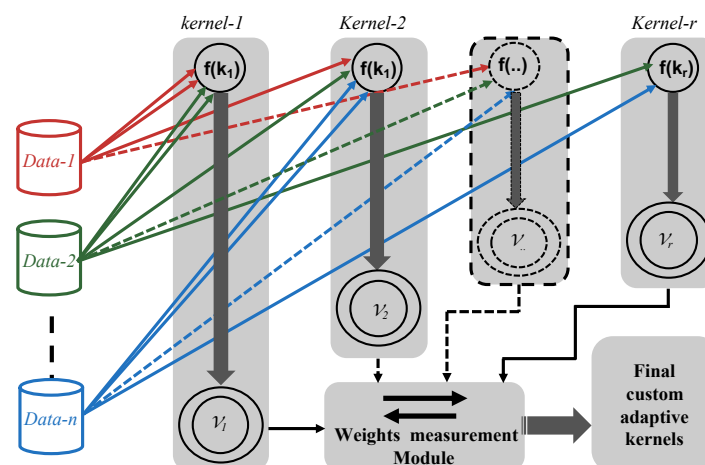 kernel-1
Kernel-2
Kernel-r
f(k1)
f(k1)
f(..)
f(kr)
Data-1
Data-2
Data-n
𝒱1
𝒱2
𝒱..
𝒱r
Weights measurement
Module
Final
custom
adaptive
kernels